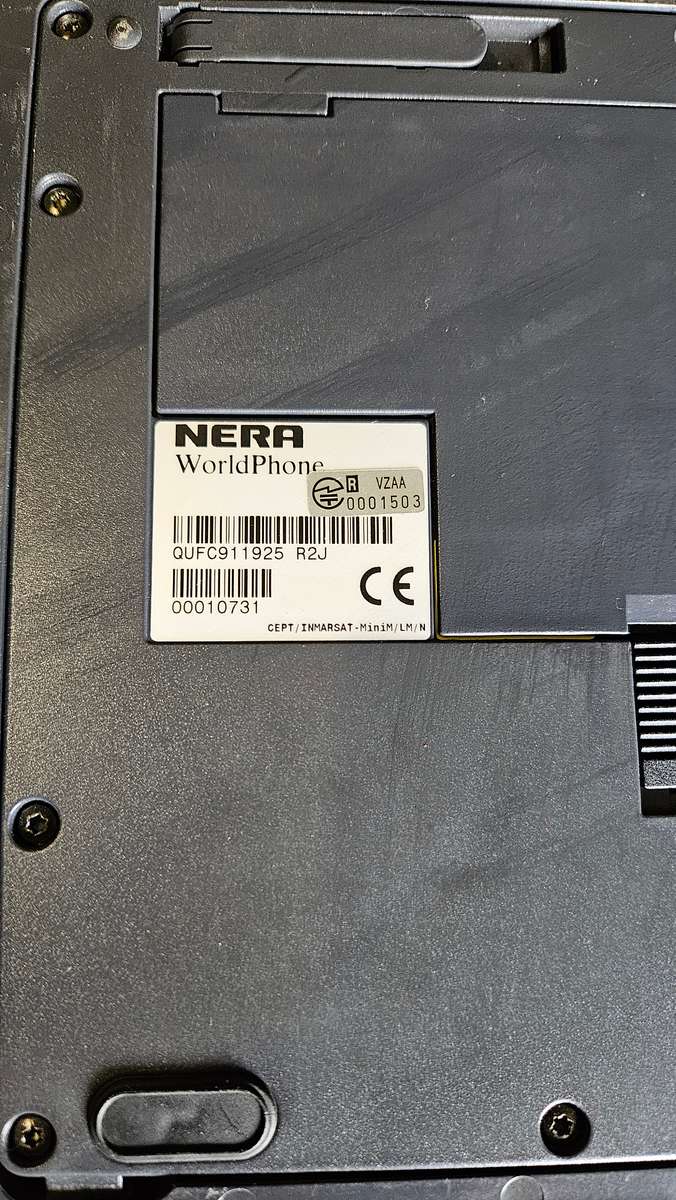 NERA
WorldPhone
R VZAA
0001503
QUFC911925 R2J
CE
00010731
CEPT/INMARSAT-MiniM/LM/N